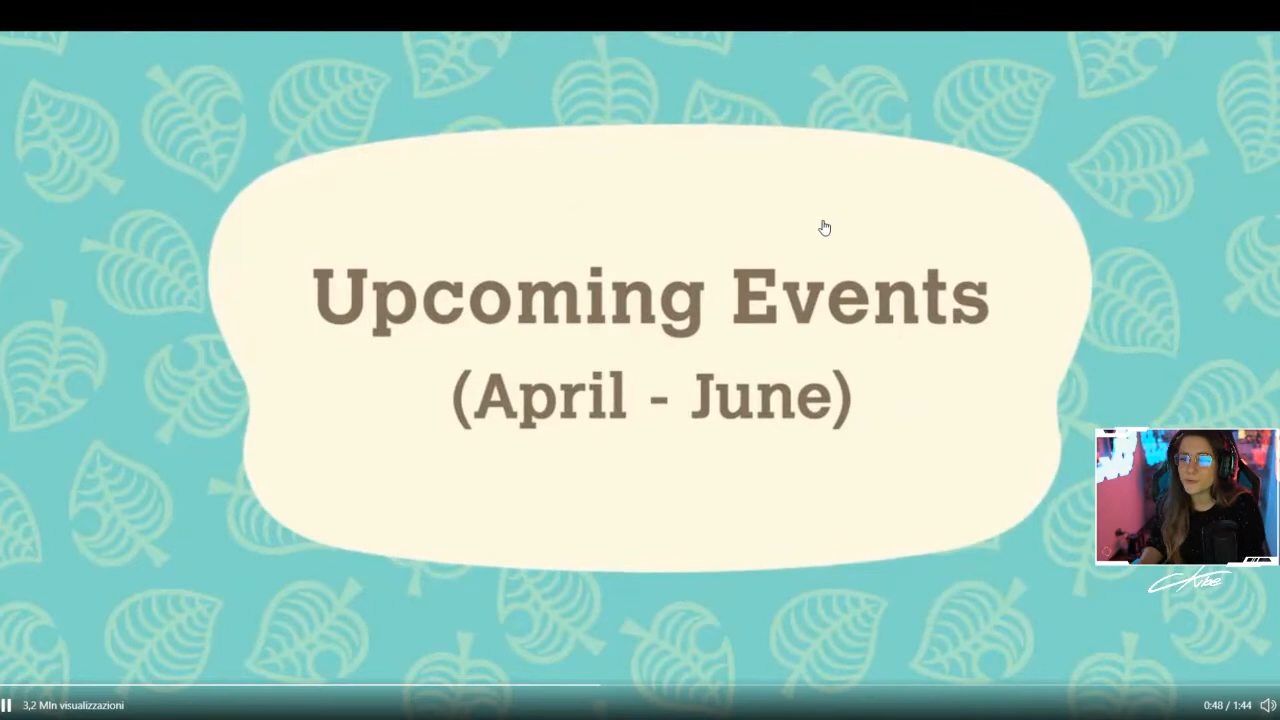 Upcoming Events
(April - June)
3,2 Mln visualizzazioni
0:48 / 1:44